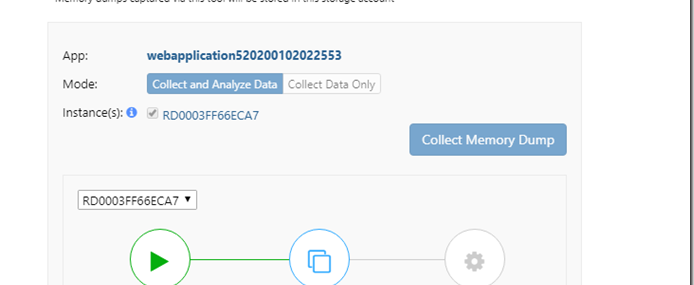 Memory dumps captured via this tool will be stored in this storage account
App: webapplication520200102022553
Mode: Collect and Analyze Data Collect Data Only
Instance(s): RD0003FF66ECA7
Collect Memory Dump
RD0003FF66ECA7